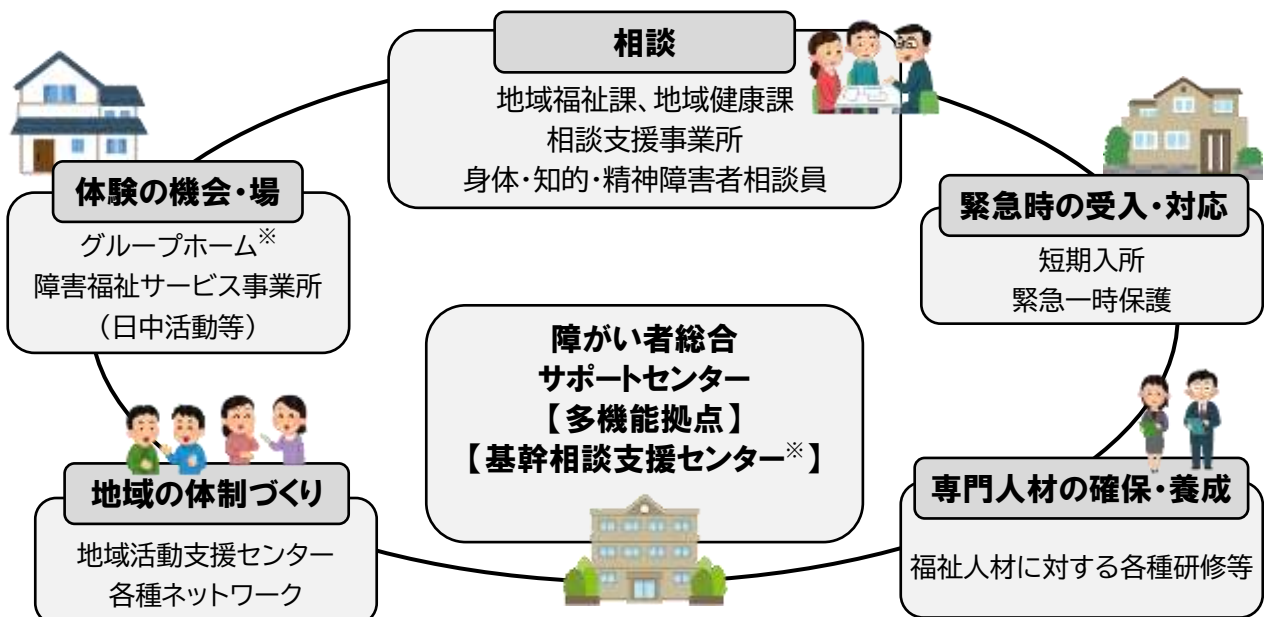 相談
地域福祉課、地域健康課
相談支援事業所
身体・知的・精神障害者相談員
体験の機会・場
グループホーム※
障害福祉サービス事業所
（日中活動等）
緊急時の受入・対応
短期入所
緊急一時保護
障がい者総合
サポートセンター
【多機能拠点】
【基幹相談支援センター※】
地域の体制づくり
地域活動支援センター
各種ネットワーク
専門人材の確保・養成
福祉人材に対する各種研修等